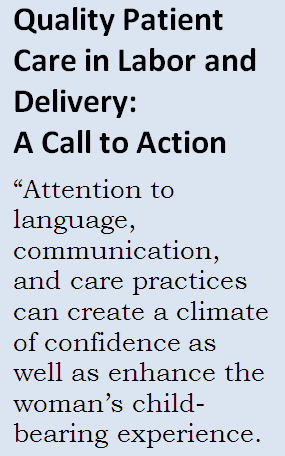 Quality Patient
Care in Labor and
Delivery:
A Call to Action
“Attention to
language,
communication,
and care practices
can create a climate
of confidence as
well as enhance the
woman’s child-
bearing experience.